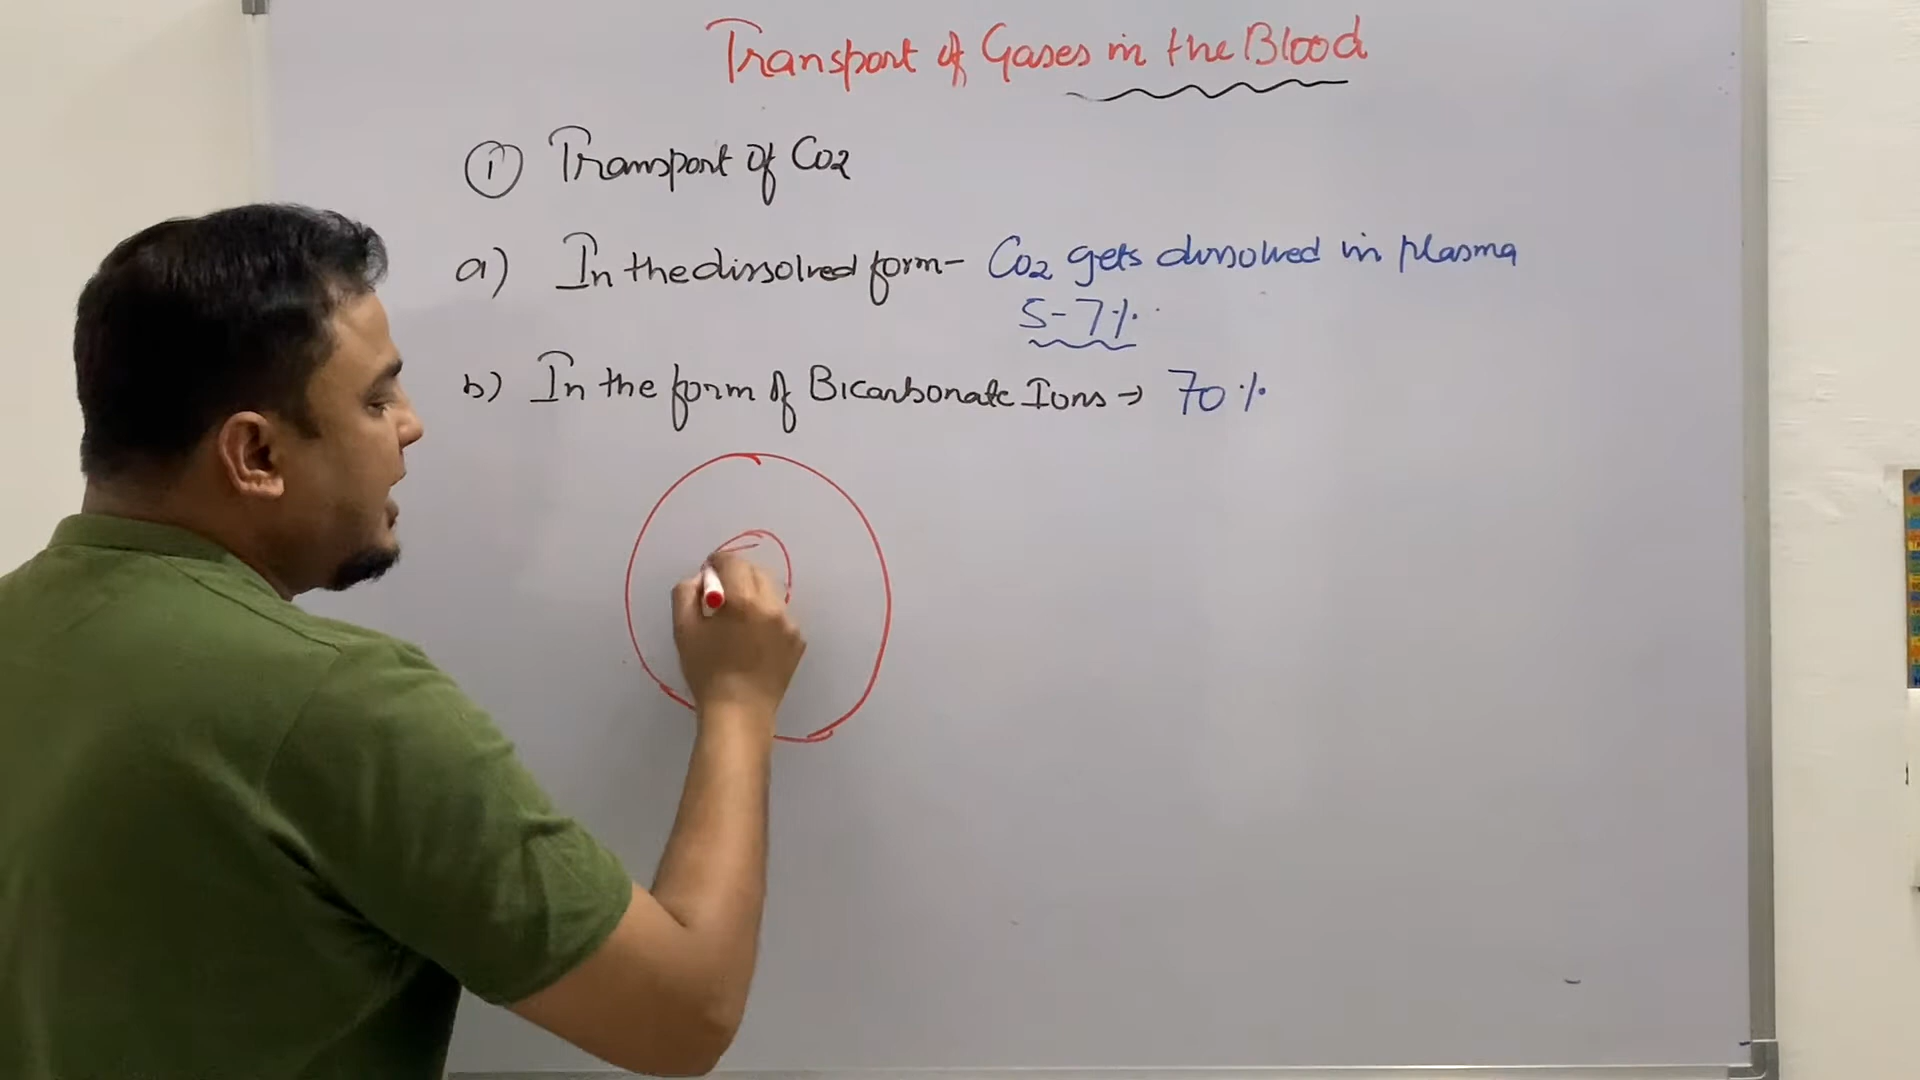 Transport of Gases in the Blood
① Transport of Co2
a) In the dissolved form- Co2 gets dissolved in plasma
5-7%
b) In the form of Bicarbonate Ions → 70%